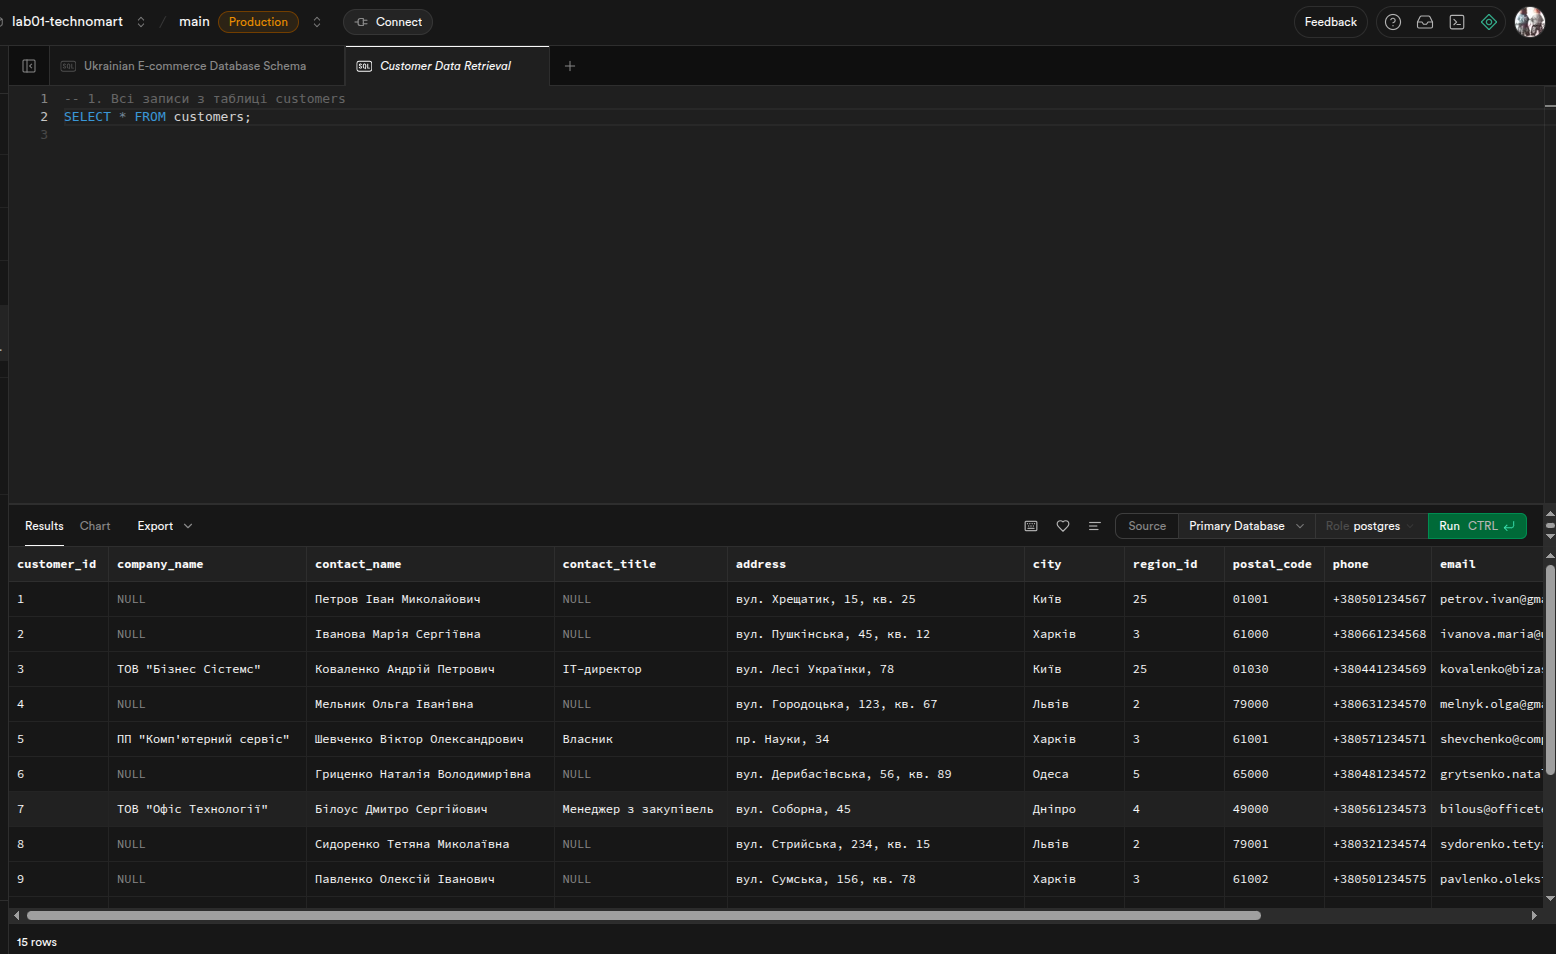 lab01-technomart / main Production Connect Feedback
Ukrainian E-commerce Database Schema Customer Data Retrieval
1 -- 1. Всі записи з таблиці customers
2 SELECT * FROM customers;
3
Results Chart Export Source Primary Database Role postgres Run CTRL
customer_id company_name contact_name contact_title address city region_id postal_code phone email
1 NULL Петров Іван Миколайович NULL вул. Хрещатик, 15, кв. 25 Київ 25 01001 +380501234567 petrov.ivan@gm
2 NULL Іванова Марія Сергіївна NULL вул. Пушкінська, 45, кв. 12 Харків 3 61000 +380661234568 ivanova.maria@
3 ТОВ "Бізнес Сістемс" Коваленко Андрій Петрович ІТ-директор вул. Лесі Українки, 78 Київ 25 01030 +380441234569 kovalenko@biza
4 NULL Мельник Ольга Іванівна NULL вул. Городоцька, 123, кв. 67 Львів 2 79000 +380631234570 melnyk.olga@gm
5 ПП "Комп'ютерний сервіс" Шевченко Віктор Олександрович Власник пр. Науки, 34 Харків 3 61001 +380571234571 shevchenko@com
6 NULL Гриценко Наталія Володимирівна NULL вул. Дерибасівська, 56, кв. 89 Одеса 5 65000 +380481234572 grytsenko.nata
7 ТОВ "Офіс Технології" Білоус Дмитро Сергійович Менеджер з закупівель вул. Соборна, 45 Дніпро 4 49000 +380561234573 bilous@officet
8 NULL Сидоренко Тетяна Миколаївна NULL вул. Стрийська, 234, кв. 15 Львів 2 79001 +380321234574 sydorenko.tety
9 NULL Павленко Олексій Іванович NULL вул. Сумська, 156, кв. 78 Харків 3 61002 +380501234575 pavlenko.oleks
15 rows